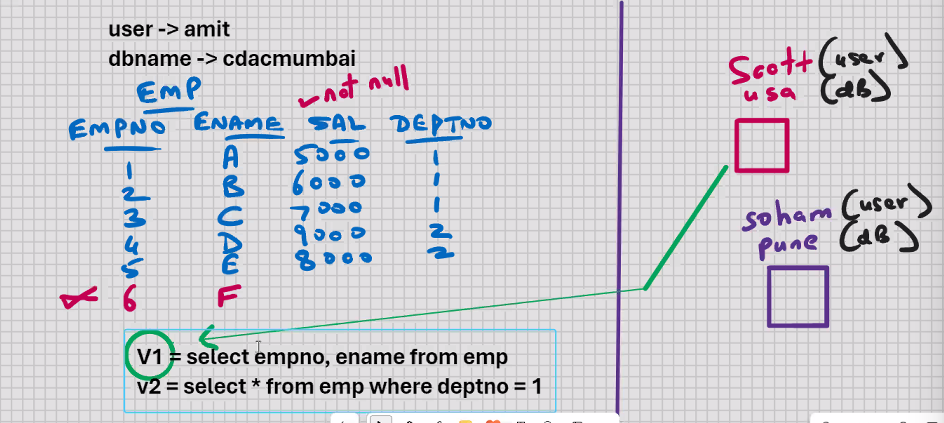 user -> amit
dbname -> cdacmumbai
EMP
not null
EMPNO ENAME SAL DEPTNO
1 A 5000 1
2 B 6000 1
3 C 7000 1
4 D 9000 2
5 E 8000 2
6 F
V1 = select empno, ename from emp
v2 = select * from emp where deptno = 1
Scott (user)
usa (dB)
soham (user)
pune (dB)